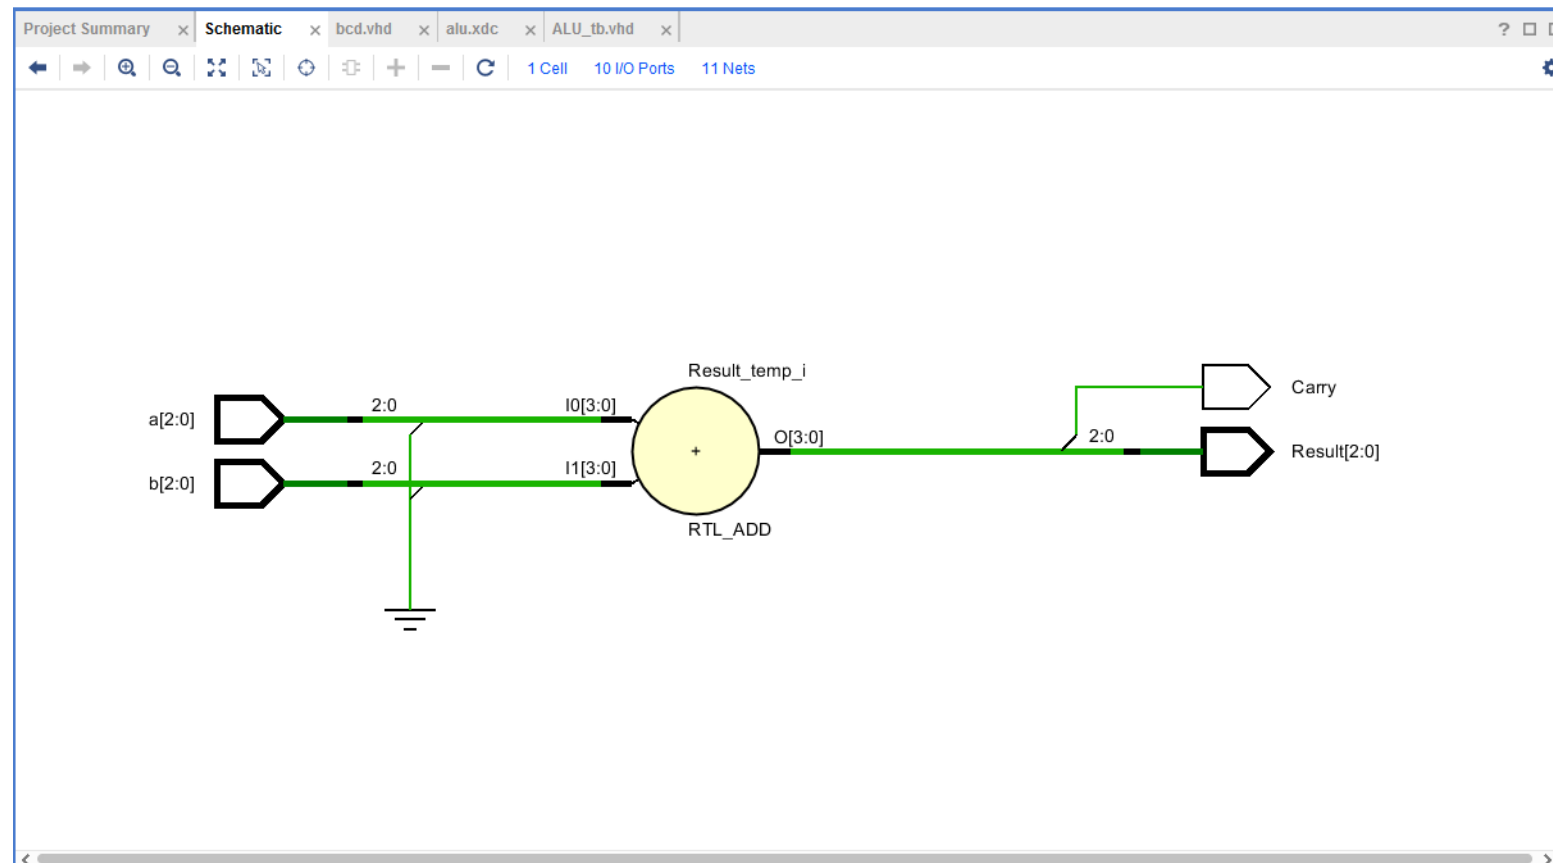 Project Summary × Schematic × bcd.vhd × alu.xdc × ALU_tb.vhd ×
? 
1 Cell 10 I/O Ports 11 Nets
Result_temp_i
Carry
a[2:0] 2:0 I0[3:0]
+ O[3:0] 2:0 Result[2:0]
b[2:0] 2:0 I1[3:0]
RTL_ADD